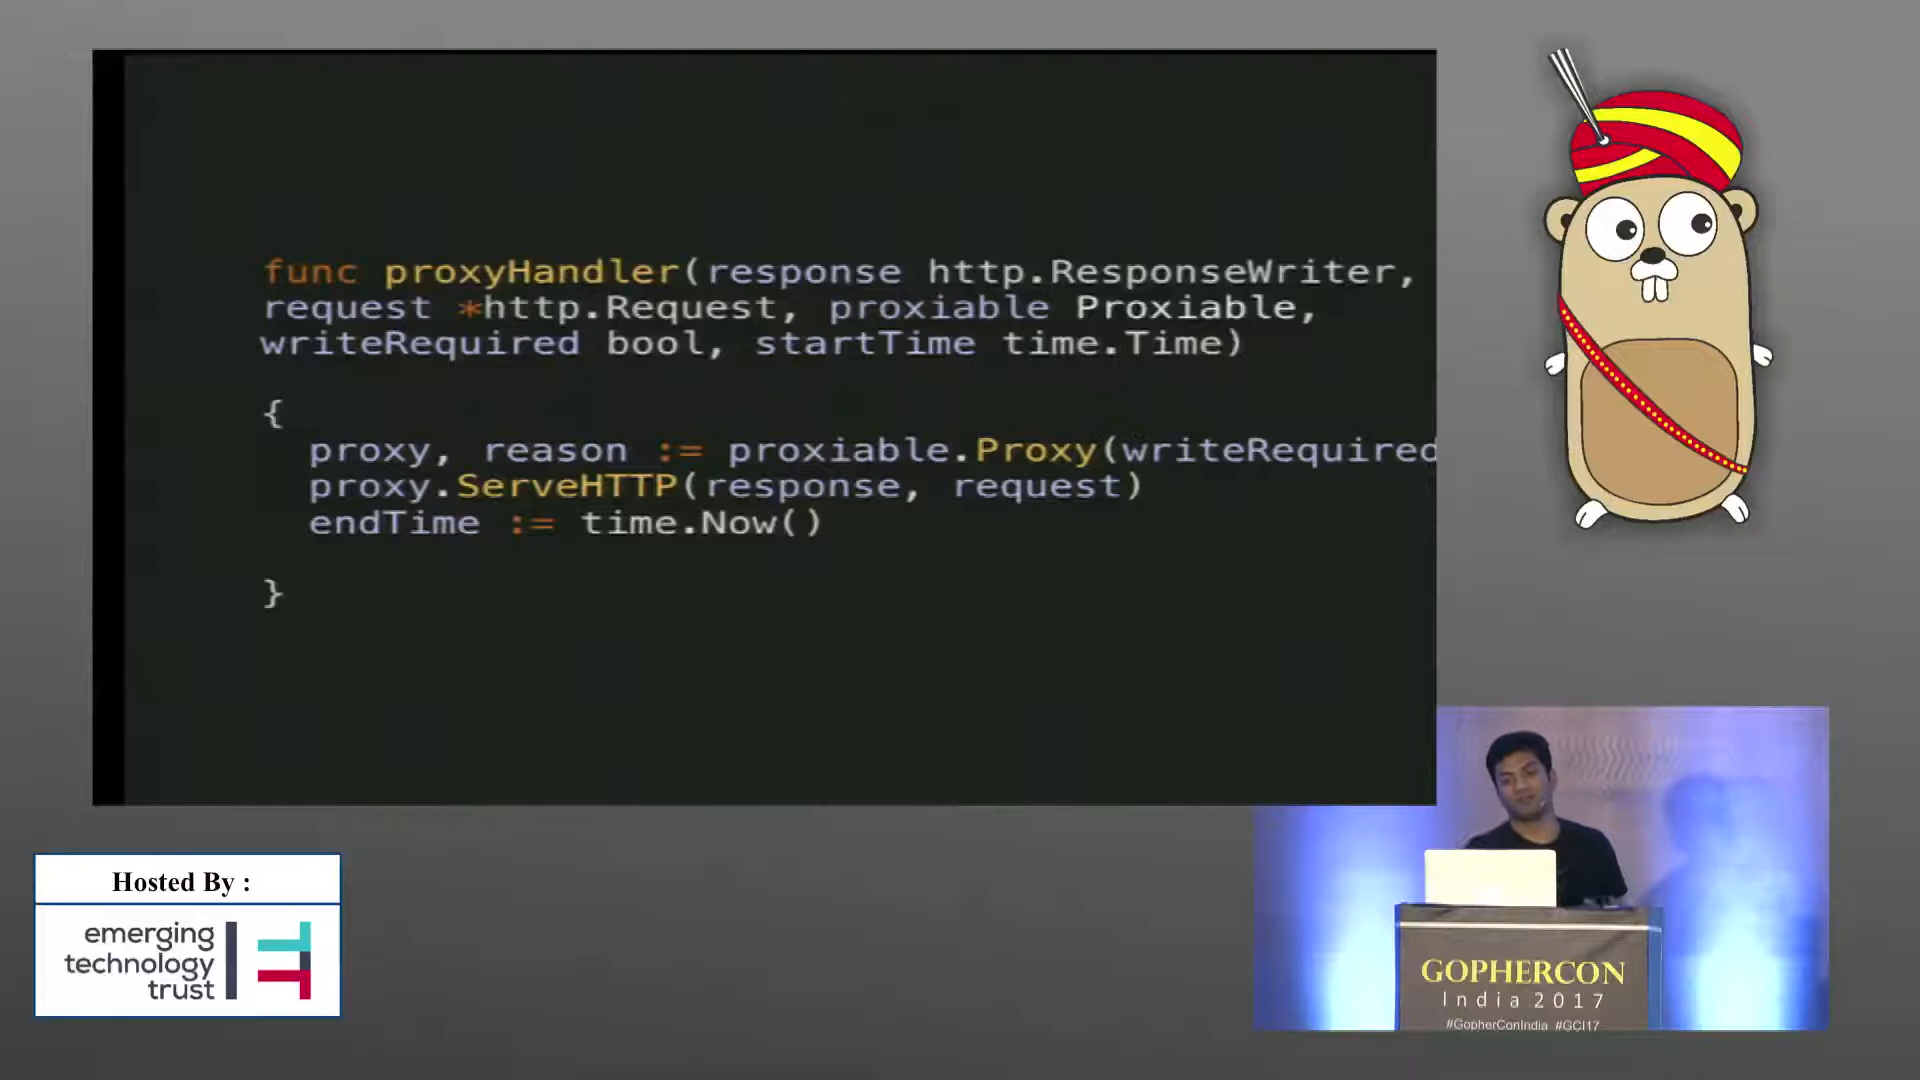 func proxyHandler(response http.ResponseWriter,
request *http.Request, proxiable Proxiable,
writeRequired bool, startTime time.Time)
{
proxy, reason := proxiable.Proxy(writeRequired
proxy.ServeHTTP(response, request)
endTime := time.Now()
}
Hosted By :
emerging
technology
trust
GOPHERCON
India 2017
#GopherConIndia #GCI17